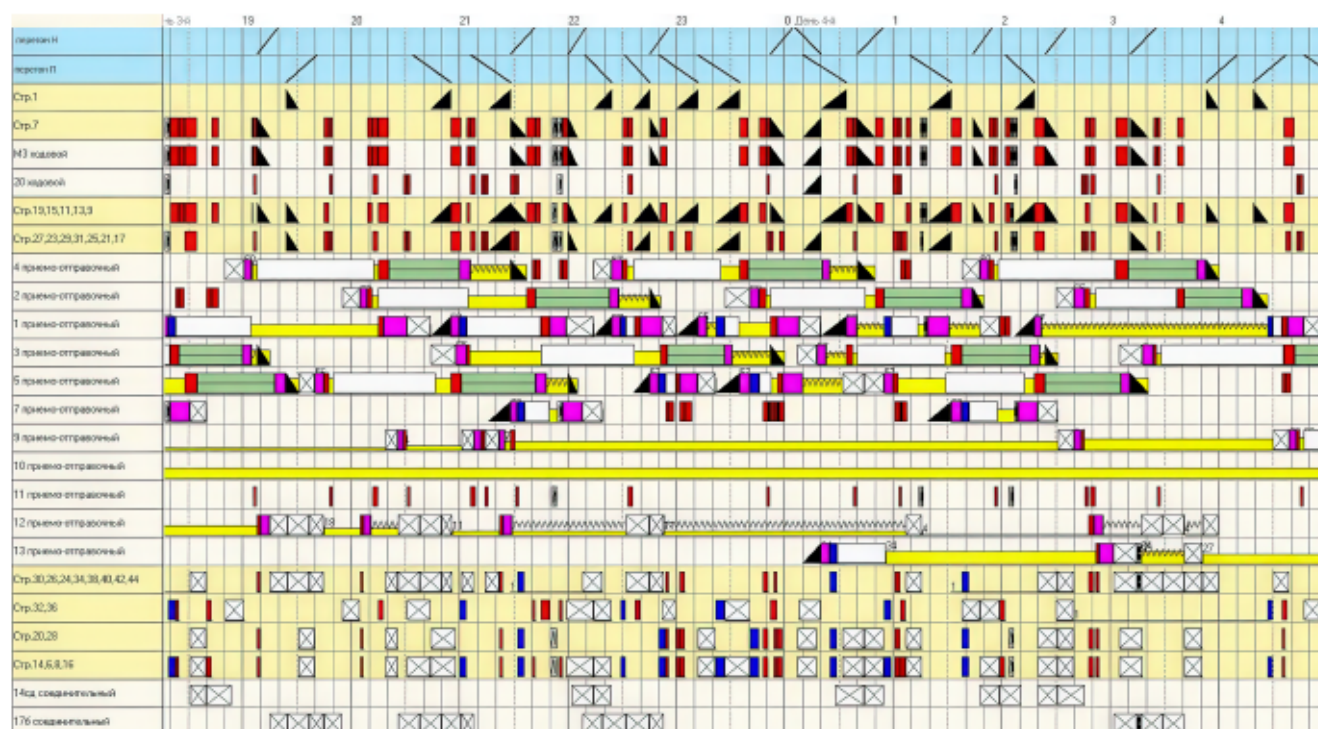 нь 3-я 19 20 21 22 23 0 День 4-я 1 2 3 4
перегон Н
перегон П
Стр.1
Стр.7
М3 ходовой
20 ходовой
Стр.19,15,11,13,9
Стр.27,23,29,31,25,21,17
4 приемо-отправочный
2 приемо-отправочный
1 приемо-отправочный
3 приемо-отправочный
5 приемо-отправочный
7 приемо-отправочный
9 приемо-отправочный
10 приемо-отправочный
11 приемо-отправочный
12 приемо-отправочный
13 приемо-отправочный
Стр.30,26,24,34,38,40,42,44
Стр.32,36
Стр.20,28
Стр.14,6,8,16
14сд соединительный
17б соединительный